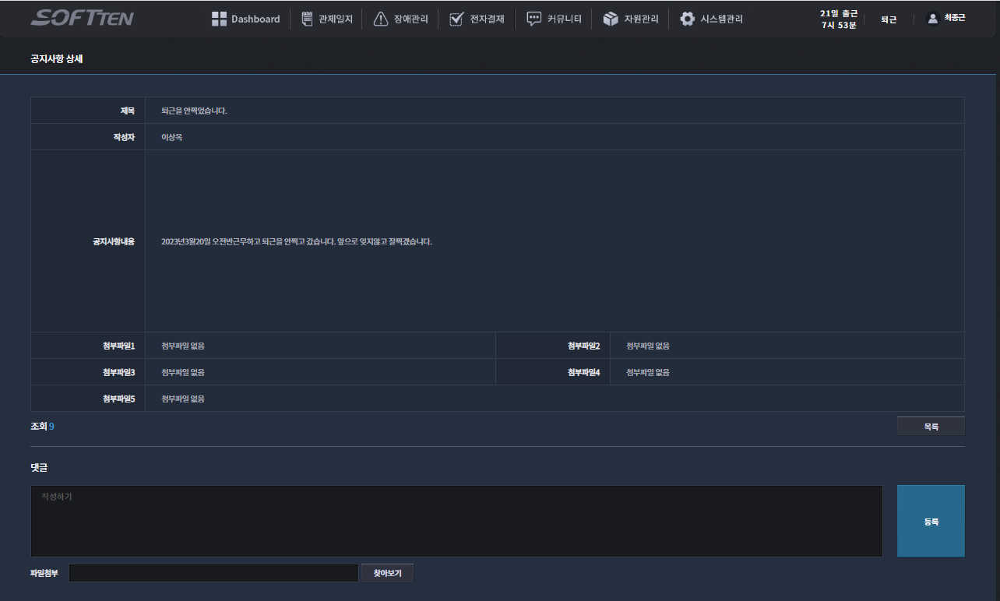 SOFTTEN
Dashboard 관제일지 장애관리 전자결재 커뮤니티 자원관리 시스템관리 21일 출근 퇴근 최종근
7시 53분
공지사항 상세
제목 퇴근을 안찍었습니다.
작성자 이상옥
공지사항내용 2023년3월20일 오전반근무하고 퇴근을 안찍고 갔습니다. 앞으로 잊지않고 잘찍겠습니다.
첨부파일1 첨부파일 없음 첨부파일2 첨부파일 없음
첨부파일3 첨부파일 없음 첨부파일4 첨부파일 없음
첨부파일5 첨부파일 없음
조회 9 목록
댓글
작성하기
등록
파일첨부 찾아보기